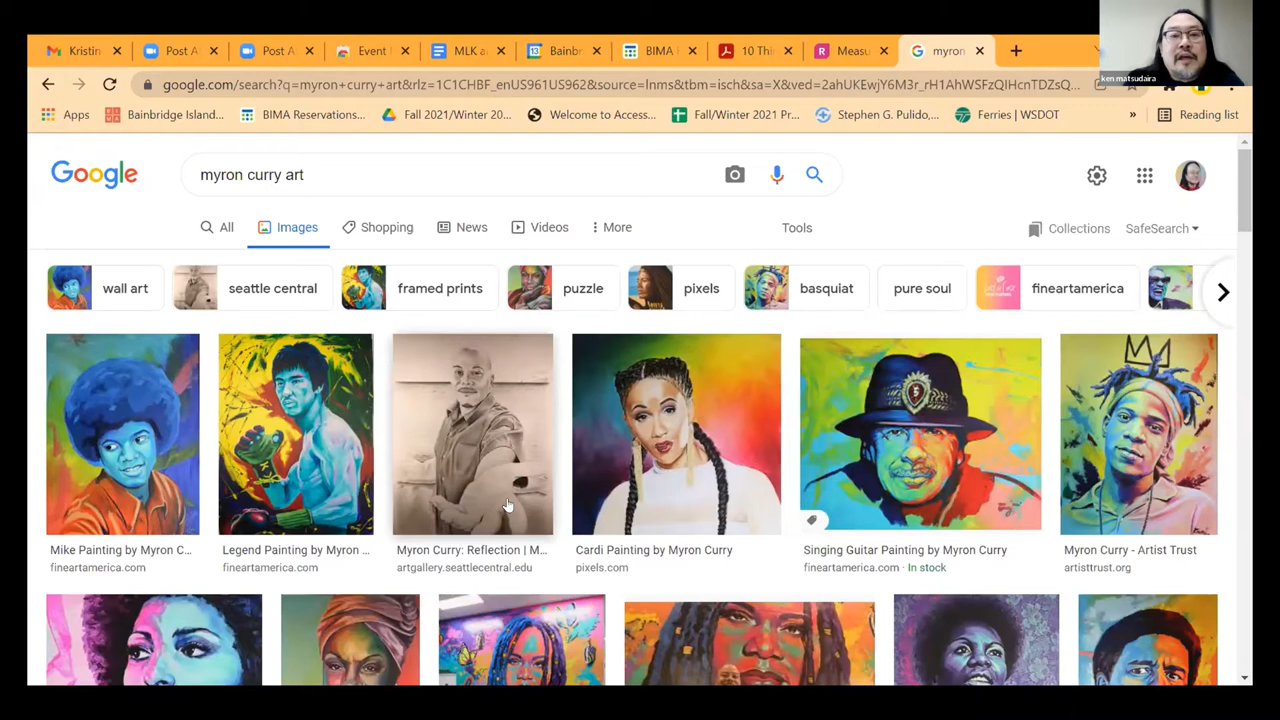 Kristin
Post A
Post A
Event
MLK a
Bainb
BIMA
10 Thi
Measu
myron
ken matsudaira
google.com/search?q=myron+curry+art&rlz=1C1CHBF_enUS961US962&source=lnms&tbm=isch&sa=X&ved=2ahUKEwjY6M3r_rH1AhWSFzQIHcnTDZsQ...
Apps
Bainbridge Island...
BIMA Reservations...
Fall 2021/Winter 20...
Welcome to Access...
Fall/Winter 2021 Pr...
Stephen G. Pulido,...
Ferries | WSDOT
»
Reading list
Google
myron curry art
All
Images
Shopping
News
Videos
More
Tools
Collections
SafeSearch
wall art
seattle central
framed prints
puzzle
pixels
basquiat
pure soul
fineartamerica
Mike Painting by Myron C...
fineartamerica.com
Legend Painting by Myron ...
fineartamerica.com
Myron Curry: Reflection | M...
artgallery.seattlecentral.edu
Cardi Painting by Myron Curry
pixels.com
Singing Guitar Painting by Myron Curry
fineartamerica.com · In stock
Myron Curry - Artist Trust
artisttrust.org